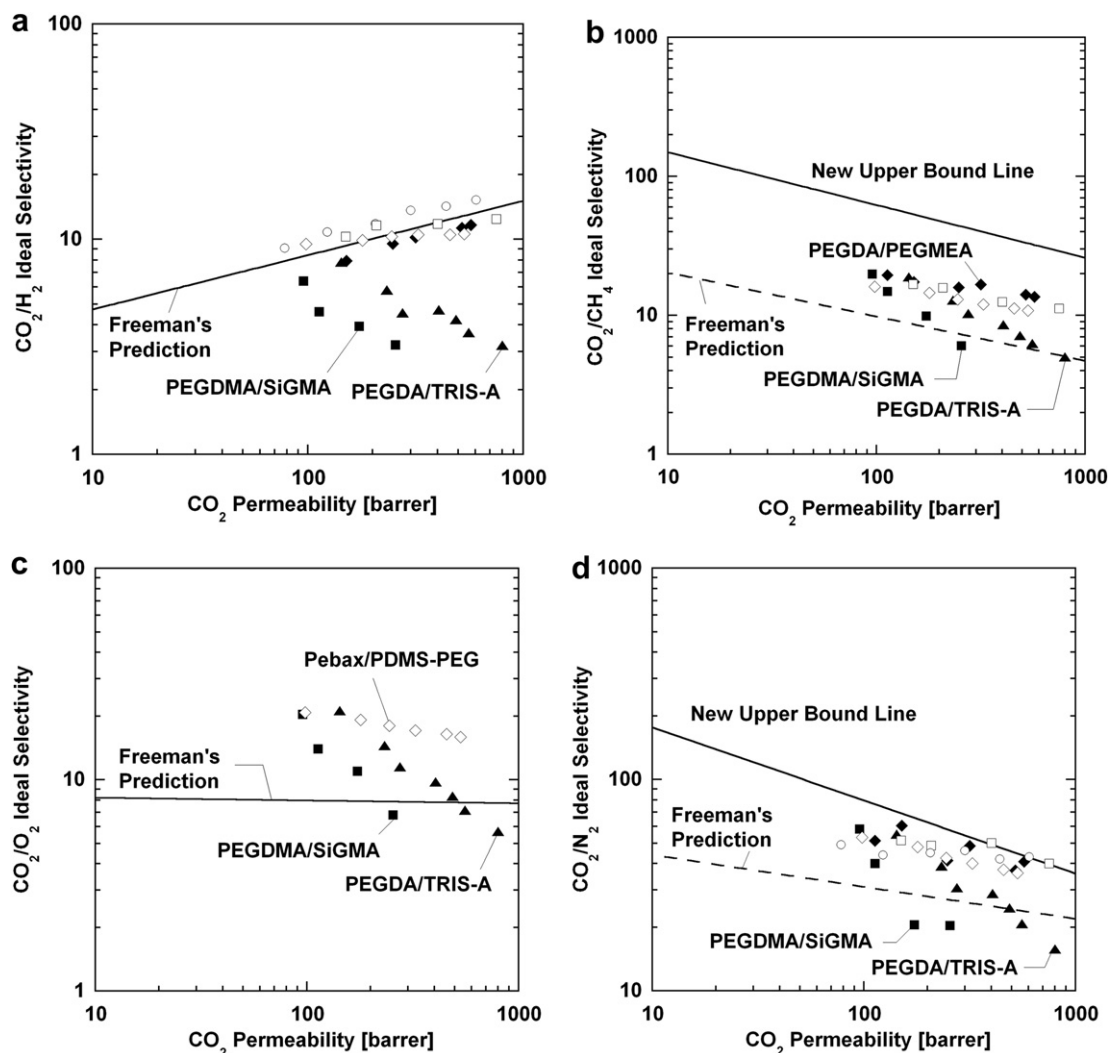 a
100
10
1
CO2/H2 Ideal Selectivity
Freeman's
Prediction
PEGDMA/SiGMA
PEGDA/TRIS-A
10
100
1000
CO2 Permeability [barrer]
b
1000
100
10
1
CO2/CH4 Ideal Selectivity
New Upper Bound Line
PEGDA/PEGMEA
Freeman's
Prediction
PEGDMA/SiGMA
PEGDA/TRIS-A
10
100
1000
CO2 Permeability [barrer]
c
100
10
1
CO2/O2 Ideal Selectivity
Pebax/PDMS-PEG
Freeman's
Prediction
PEGDMA/SiGMA
PEGDA/TRIS-A
10
100
1000
CO2 Permeability [barrer]
d
1000
100
10
CO2/N2 Ideal Selectivity
New Upper Bound Line
Freeman's
Prediction
PEGDMA/SiGMA
PEGDA/TRIS-A
10
100
1000
CO2 Permeability [barrer]